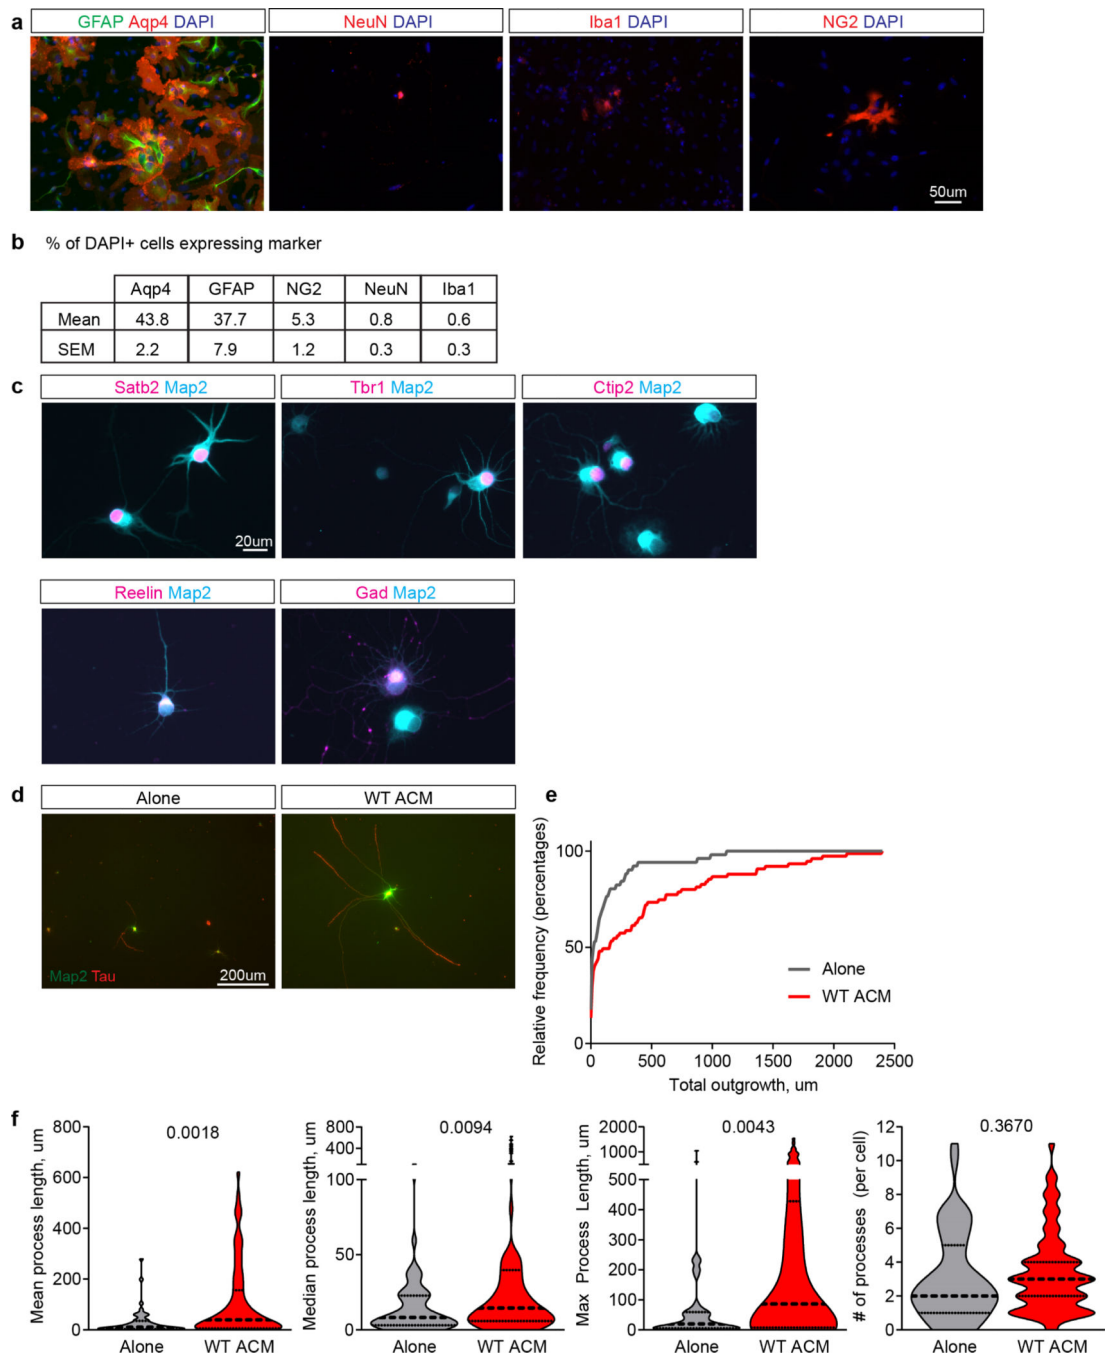 a
GFAP Aqp4 DAPI
NeuN DAPI
Iba1 DAPI
NG2 DAPI
50um
b % of DAPI+ cells expressing marker
Aqp4 GFAP NG2 NeuN Iba1
Mean 43.8 37.7 5.3 0.8 0.6
SEM 2.2 7.9 1.2 0.3 0.3
c
Satb2 Map2
Tbr1 Map2
Ctip2 Map2
20um
Reelin Map2
Gad Map2
d
Alone
WT ACM
Map2 Tau
200um
e
Relative frequency (percentages)
100
50
0
Alone
WT ACM
0 500 1000 1500 2000 2500
Total outgrowth, um
f
Mean process length, um
800
600
400
200
0
0.0018
Alone WT ACM
Median process length, um
800
400
100
50
0
0.0094
Alone WT ACM
Max Process Length, um
2000
1000
500
400
300
200
100
0
0.0043
Alone WT ACM
# of processes (per cell)
12
10
8
6
4
2
0
0.3670
Alone WT ACM